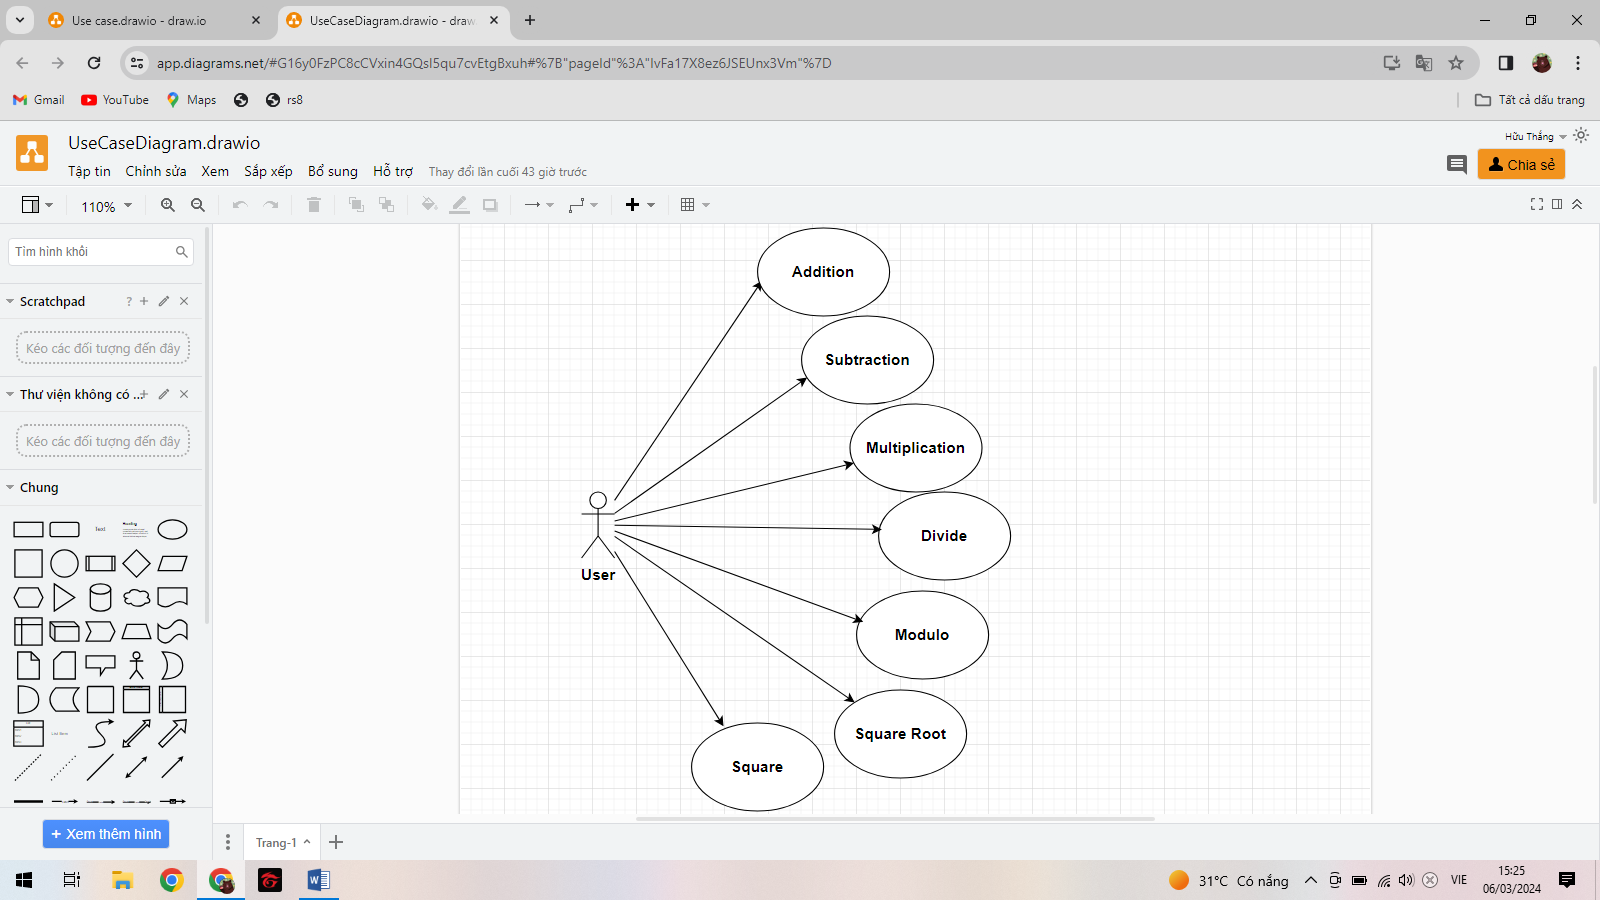 Use case.drawio - draw.io
UseCaseDiagram.drawio - draw
app.diagrams.net/#G16y0FzPC8cCVxin4GQsI5qu7cvEtgBxuh#%7B"pageId"%3A"IvFa17X8ez6JSEUnx3Vm"%7D
Gmail
YouTube
Maps
rs8
Tất cả dấu trang
UseCaseDiagram.drawio
Hữu Thắng
Tập tin
Chỉnh sửa
Xem
Sắp xếp
Bổ sung
Hỗ trợ
Thay đổi lần cuối 43 giờ trước
Chia sẻ
110%
Tìm hình khối
Scratchpad
?
Kéo các đối tượng đến đây
Thư viện không có ...
Kéo các đối tượng đến đây
Chung
Text
Heading
Addition
Subtraction
Multiplication
Divide
User
Modulo
Square Root
Square
+ Xem thêm hình
Trang-1
31°C Có nắng
VIE
15:25
06/03/2024